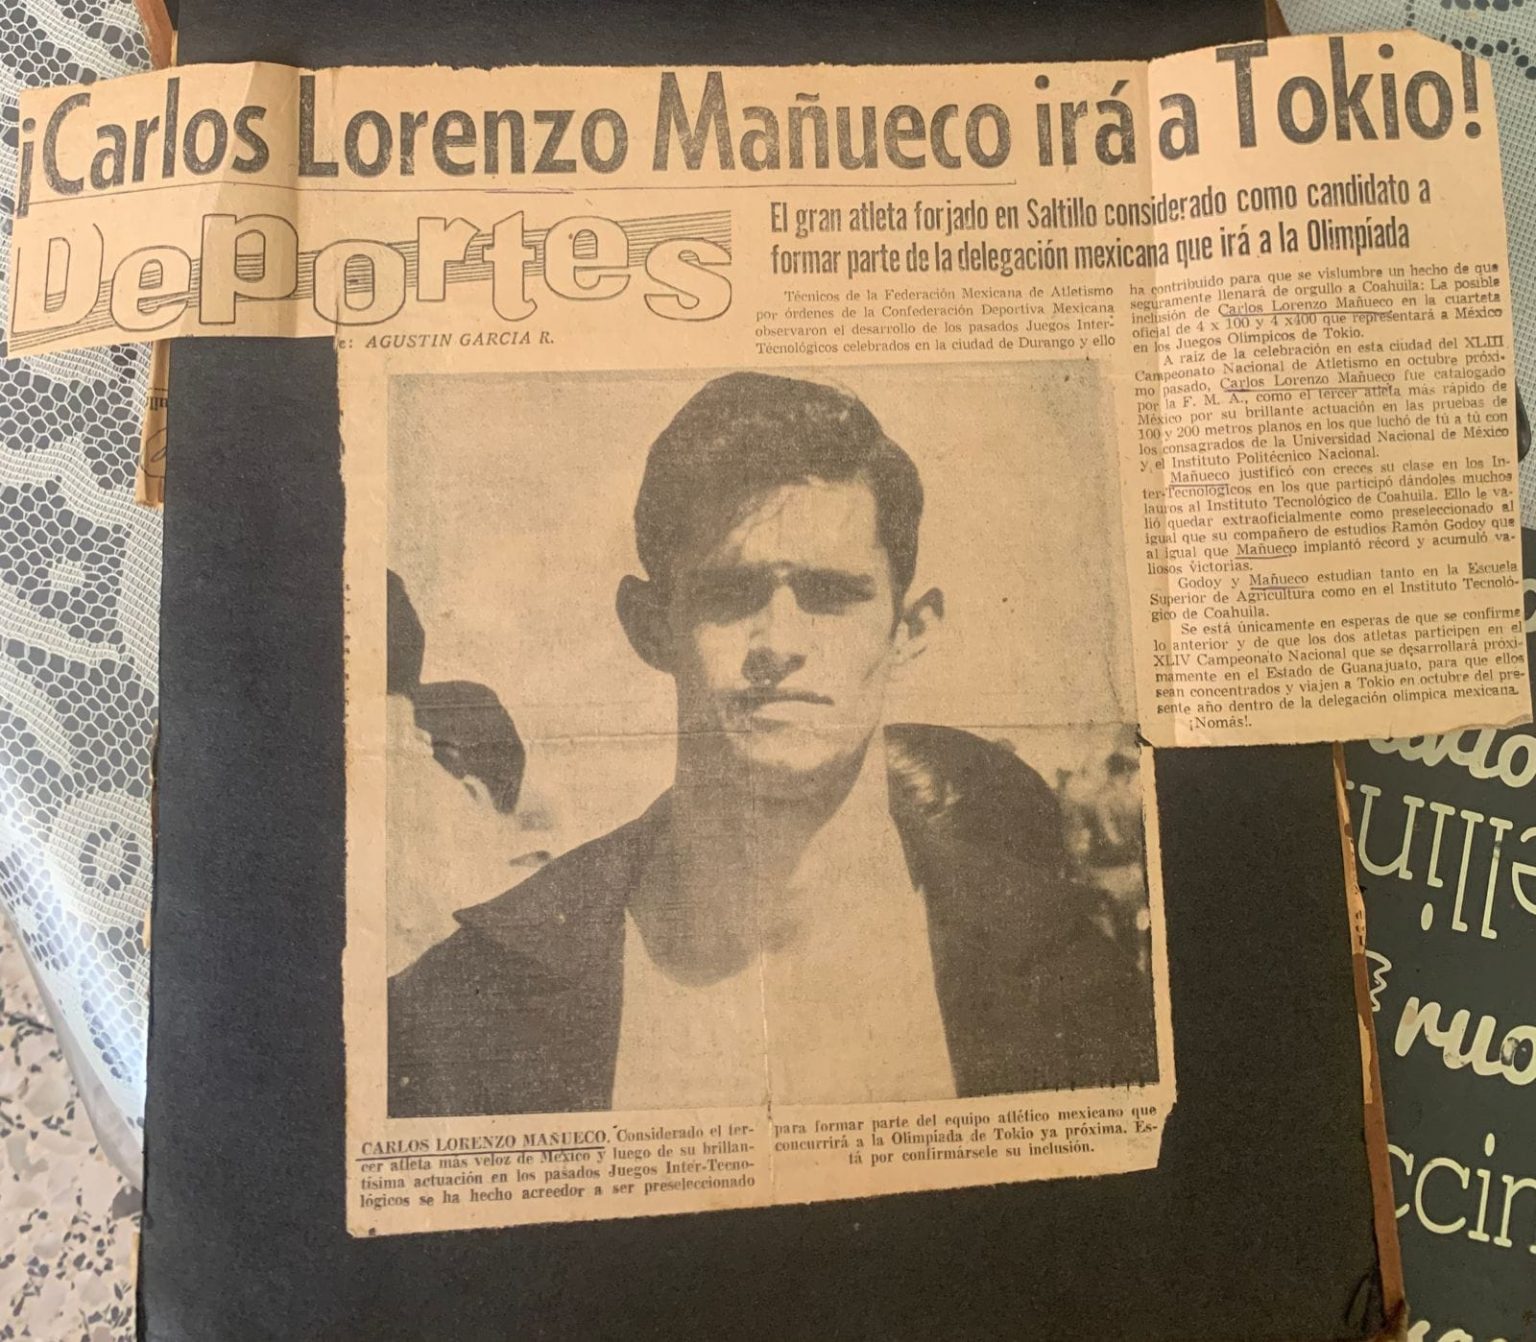 ¡Carlos Lorenzo Mañueco irá a Tokio!
Deportes
e: AGUSTIN GARCIA R.
El gran atleta forjado en Saltillo considerado como candidato a
formar parte de la delegación mexicana que irá a la Olimpíada
Técnicos de la Federación Mexicana de Atletismo
por órdenes de la Confederación Deportiva Mexicana
observaron el desarrollo de los pasados Juegos Inter-
Técnológicos celebrados en la ciudad de Durango y ello
ha contribuido para que se vislumbre un hecho de que
seguramente llenará de orgullo a Coahuila: La posible
inclusión de Carlos Lorenzo Mañueco en la cuarteta
oficial de 4 x 100 y 4 x400 que representará a México
en los Juegos Olímpicos de Tokio.
A raíz de la celebración en esta ciudad del XLIII
Campeonato Nacional de Atletismo en octubre próxi-
mo pasado, Carlos Lorenzo Mañueco fue catalogado
por la F. M. A., como el tercer atleta más rápido de
México por su brillante actuación en las pruebas de
100 y 200 metros planos en los que luchó de tú a tú con
los consagrados de la Universidad Nacional de México
y el Instituto Politécnico Nacional.
Mañueco justificó con creces su clase en los In-
ter-Tecnológicos en los que participó dándoles muchos
lauros al Instituto Tecnológico de Coahuila. Ello le va-
lió quedar extraoficialmente como preseleccionado al
igual que su compañero de estudios Ramón Godoy que
al igual que Mañueco implantó récord y acumuló va-
liosos victorias.
Godoy y Mañueco estudian tanto en la Escuela
Superior de Agricultura como en el Instituto Tecnoló-
gico de Coahuila.
Se está únicamente en esperas de que se confirme
lo anterior y de que los dos atletas participen en el
XLIV Campeonato Nacional que se desarrollará próxi-
mamente en el Estado de Guanajuato, para que ellos
sean concentrados y viajen a Tokio en octubre del pre-
sente año dentro de la delegación olímpica mexicana.
¡Nomás!.
CARLOS LORENZO MAÑUECO. Considerado el ter-
cer atleta más veloz de México y luego de su brillan-
tísima actuación en los pasados Juegos Inter-Tecno-
lógicos se ha hecho acreedor a ser preseleccionado
para formar parte del equipo atlético mexicano que
concurrirá a la Olimpíada de Tokio ya próxima. Es-
tá por confirmársele su inclusión.
ellin
ruo
ccin